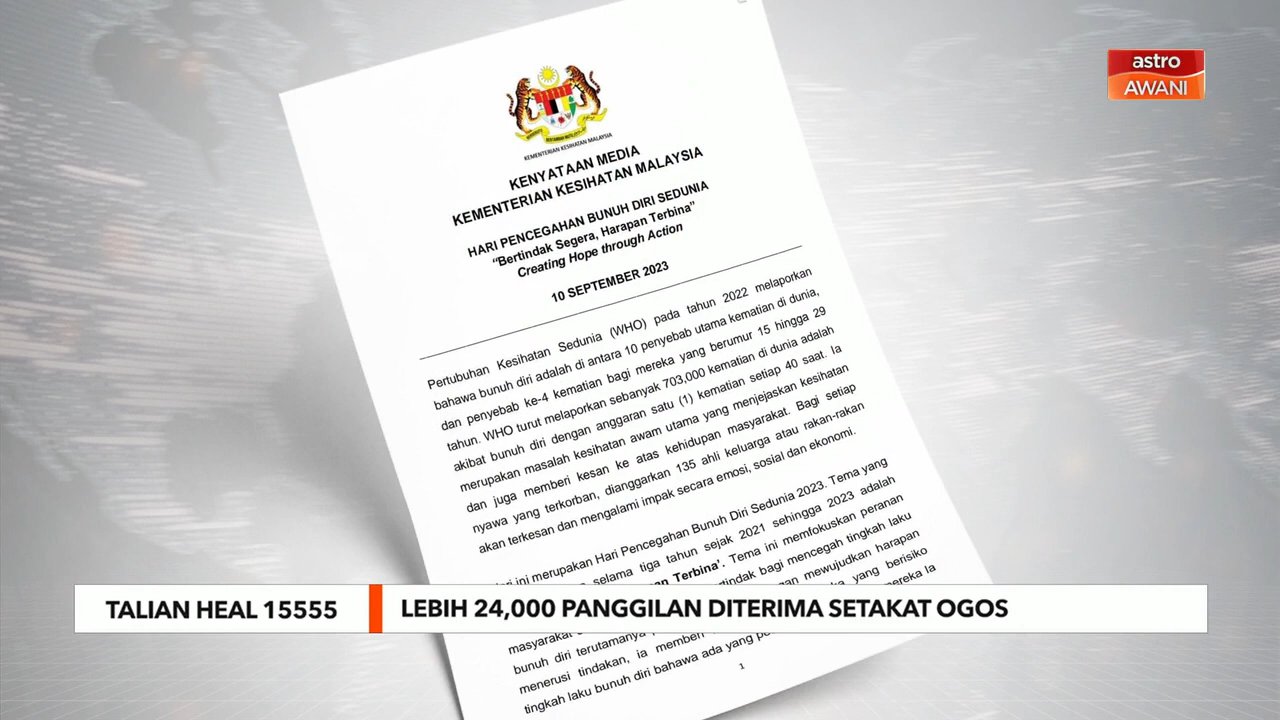 astro
AWANI
KEMENTERIAN KESIHATAN MALAYSIA
KENYATAAN MEDIA
KEMENTERIAN KESIHATAN MALAYSIA
HARI PENCEGAHAN BUNUH DIRI SEDUNIA
“Bertindak Segera, Harapan Terbina”
Creating Hope through Action
10 SEPTEMBER 2023
Pertubuhan Kesihatan Sedunia (WHO) pada tahun 2022 melaporkan
bahawa bunuh diri adalah di antara 10 penyebab utama kematian di dunia,
dan penyebab ke-4 kematian bagi mereka yang berumur 15 hingga 29
tahun. WHO turut melaporkan sebanyak 703,000 kematian di dunia adalah
akibat bunuh diri dengan anggaran satu (1) kematian setiap 40 saat. Ia
merupakan masalah kesihatan awam utama yang menjejaskan kesihatan
dan juga memberi kesan ke atas kehidupan masyarakat. Bagi setiap
nyawa yang terkorban, dianggarkan 135 ahli keluarga atau rakan-rakan
akan terkesan dan mengalami impak secara emosi, sosial dan ekonomi.
ini merupakan Hari Pencegahan Bunuh Diri Sedunia 2023. Tema yang
selama tiga tahun sejak 2021 sehingga 2023 adalah
Terbina’. Tema ini memfokuskan peranan
bagi mencegah tingkah laku
mewujudkan harapan
yang berisiko
mereka la
masyarakat
bunuh diri terutamanya
menerusi tindakan, ia memberi
tingkah laku bunuh diri bahawa ada yang
1
TALIAN HEAL 15555
LEBIH 24,000 PANGGILAN DITERIMA SETAKAT OGOS